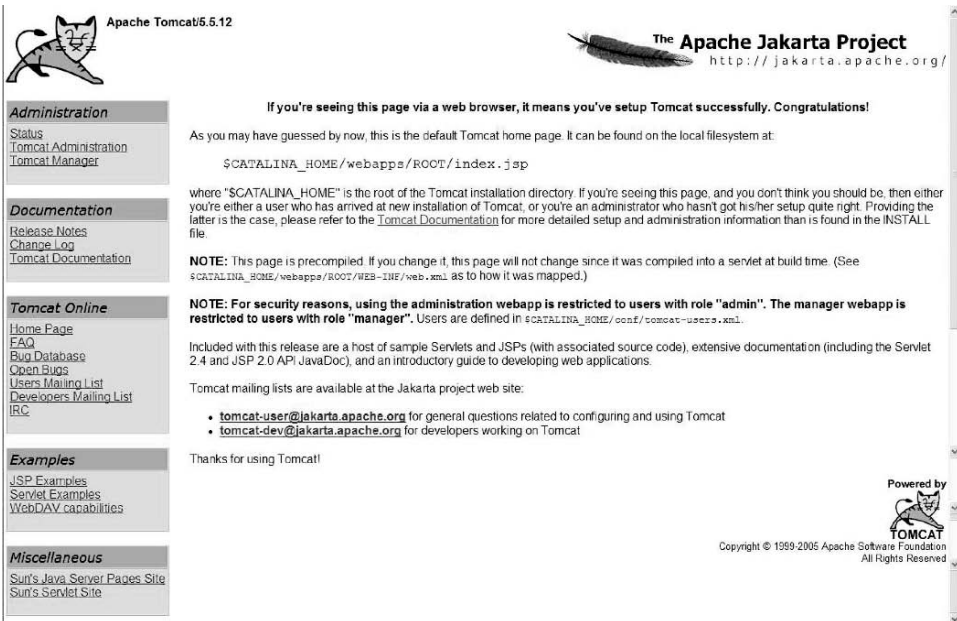 Apache Tomcat/5.5.12
The Apache Jakarta Project
http://jakarta.apache.org/
Administration
Status
Tomcat Administration
Tomcat Manager
Documentation
Release Notes
Change Log
Tomcat Documentation
Tomcat Online
Home Page
FAQ
Bug Database
Open Bugs
Users Mailing List
Developers Mailing List
IRC
Examples
JSP Examples
Servlet Examples
WebDAV capabilities
Miscellaneous
Sun's Java Server Pages Site
Sun's Servlet Site
If you're seeing this page via a web browser, it means you've setup Tomcat successfully. Congratulations!
As you may have guessed by now, this is the default Tomcat home page. It can be found on the local filesystem at:
$CATALINA_HOME/webapps/ROOT/index.jsp
where "$CATALINA_HOME" is the root of the Tomcat installation directory. If you're seeing this page, and you don't think you should be, then either
you're either a user who has arrived at new installation of Tomcat, or you're an administrator who hasn't got his/her setup quite right. Providing the
latter is the case, please refer to the Tomcat Documentation for more detailed setup and administration information than is found in the INSTALL
file.
NOTE: This page is precompiled. If you change it, this page will not change since it was compiled into a servlet at build time. (See
$CATALINA_HOME/webapps/ROOT/WEB-INF/web.xml as to how it was mapped.)
NOTE: For security reasons, using the administration webapp is restricted to users with role "admin". The manager webapp is
restricted to users with role "manager". Users are defined in $CATALINA_HOME/conf/tomcat-users.xml.
Included with this release are a host of sample Servlets and JSPs (with associated source code), extensive documentation (including the Servlet
2.4 and JSP 2.0 API JavaDoc), and an introductory guide to developing web applications.
Tomcat mailing lists are available at the Jakarta project web site:
• tomcat-user@jakarta.apache.org for general questions related to configuring and using Tomcat
• tomcat-dev@jakarta.apache.org for developers working on Tomcat
Thanks for using Tomcat!
Powered by
TOMCAT
Copyright © 1999-2005 Apache Software Foundation
All Rights Reserved